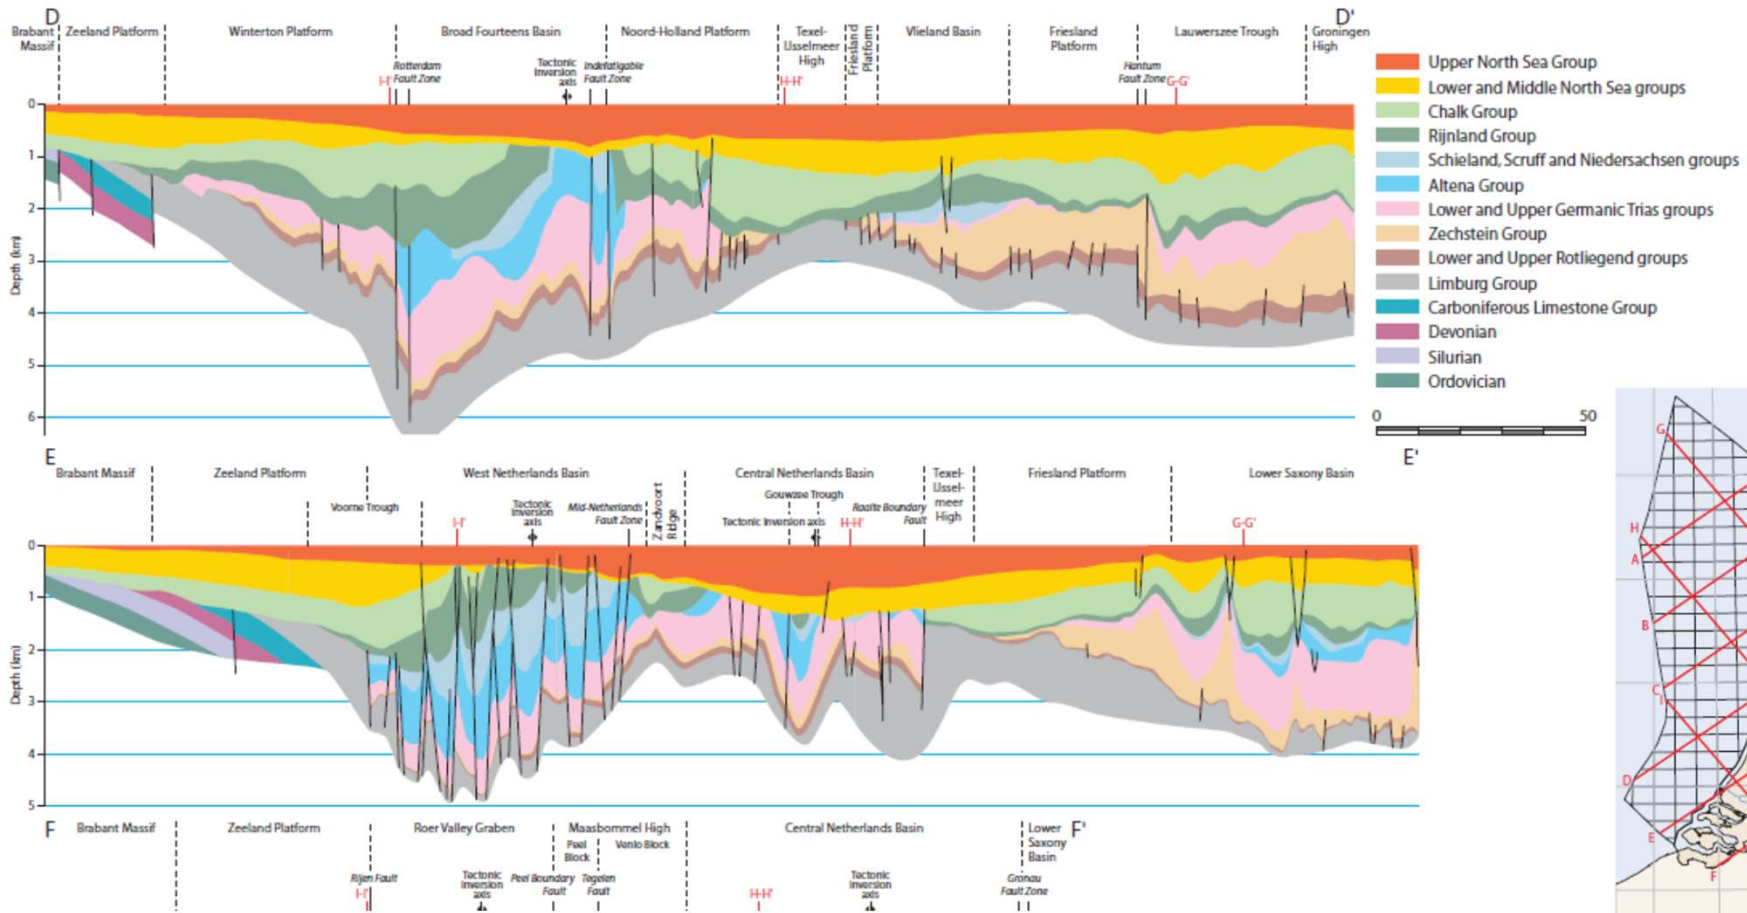 D
D'
Brabant
Massif
Zeeland Platform
Winterton Platform
Broad Fourteens Basin
Noord-Holland Platform
Texel-
IJsselmeer
High
Friesland
Platform
Vlieland Basin
Friesland
Platform
Lauwerszee Trough
Groningen
High
I-I'
Rotterdam
Fault Zone
Tectonic
Inversion
axis
Indefatigable
Fault Zone
H-H'
Hantum
Fault Zone
G-G'
Depth (km)
0
1
2
3
4
5
6
Upper North Sea Group
Lower and Middle North Sea groups
Chalk Group
Rijnland Group
Schieland, Scruff and Niedersachsen groups
Altena Group
Lower and Upper Germanic Trias groups
Zechstein Group
Lower and Upper Rotliegend groups
Limburg Group
Carboniferous Limestone Group
Devonian
Silurian
Ordovician
0 50
E
E'
Brabant Massif
Zeeland Platform
West Netherlands Basin
Central Netherlands Basin
Texel-
IJssel-
meer
High
Friesland Platform
Lower Saxony Basin
Voorne Trough
I-I'
Tectonic
Inversion
axis
Mid-Netherlands
Fault Zone
Zandvoort
Ridge
Gouwzee Trough
Tectonic Inversion axis
H-H'
Raalte Boundary
Fault
G-G'
Depth (km)
0
1
2
3
4
5
F
F'
Brabant Massif
Zeeland Platform
Roer Valley Graben
Maasbommel High
Peel
Block
Venlo Block
Central Netherlands Basin
Lower
Saxony
Basin
Rijen Fault
I-I'
Tectonic
Inversion
axis
Peel Boundary
Fault
Tegelen
Fault
H-H'
Tectonic
Inversion
axis
Gronau
Fault Zone
G
H
A
B
C
I
D
E
F